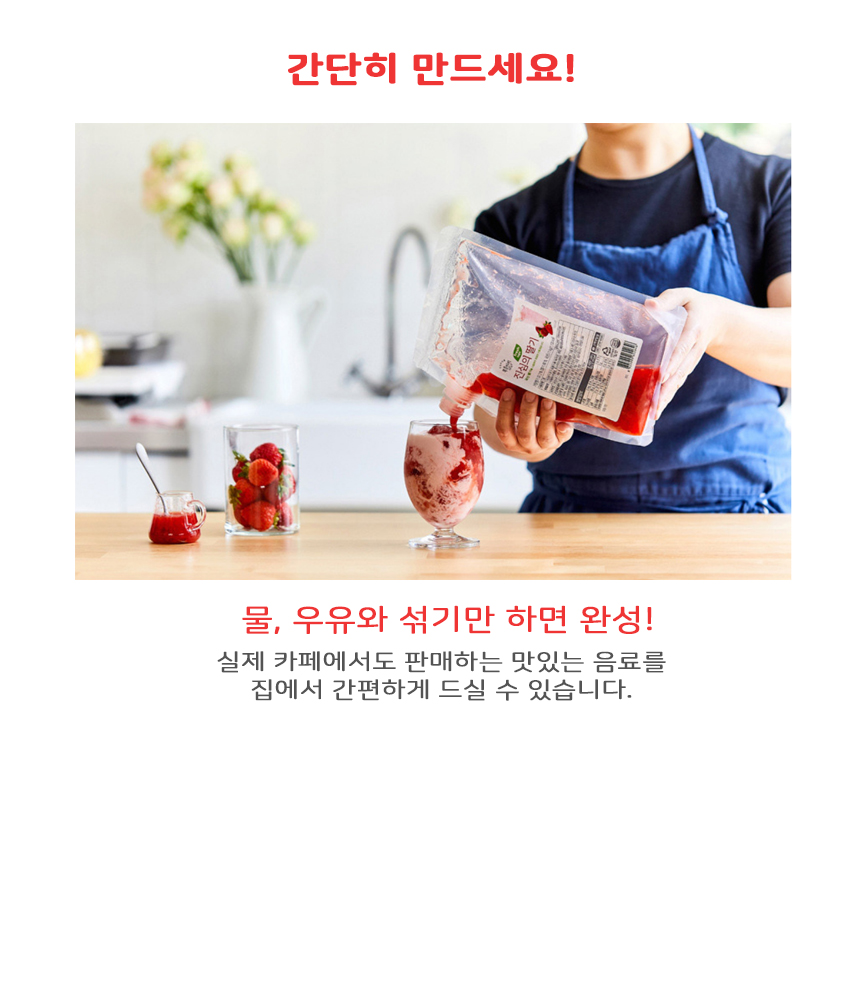 간단히 만드세요!
진심의 딸기
물, 우유와 섞기만 하면 완성!
실제 카페에서도 판매하는 맛있는 음료를
집에서 간편하게 드실 수 있습니다.